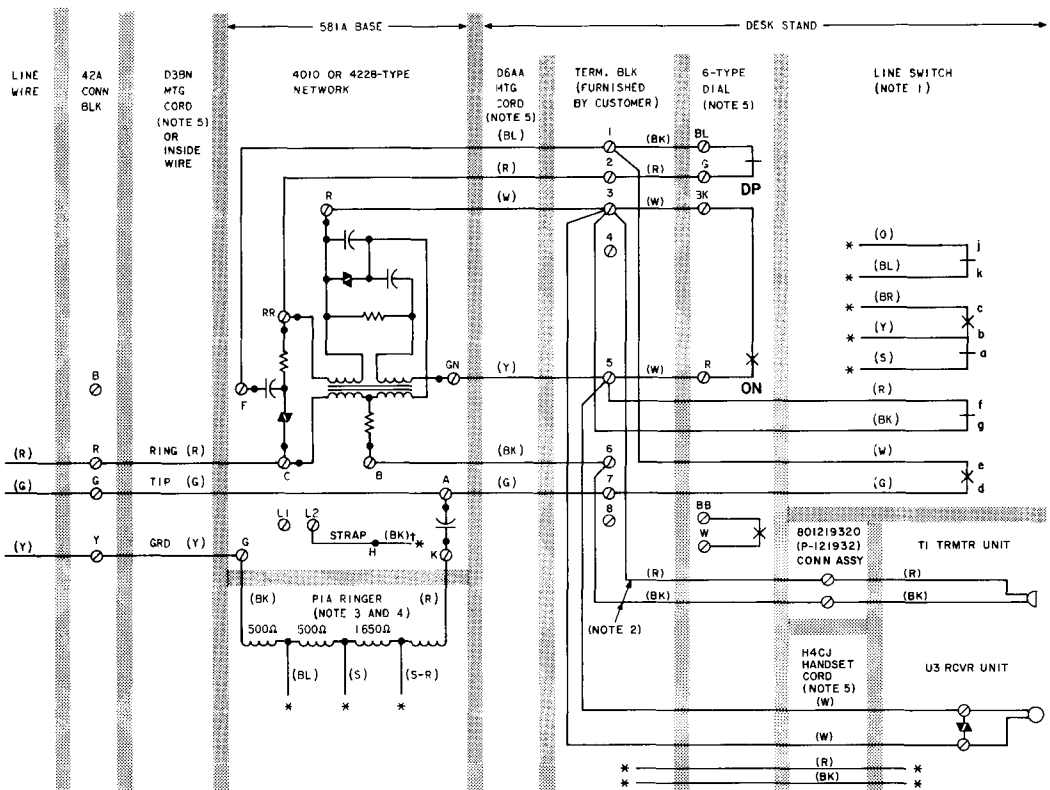 581A BASE
DESK STAND
LINE
WIRE
42A
CONN
BLK
D3BN
MTG
CORD
(NOTE 5)
OR
INSIDE
WIRE
4010 OR 4228-TYPE
NETWORK
D6AA
MTG
CORD
(NOTE 5)
TERM. BLK
(FURNISHED
BY CUSTOMER)
6-TYPE
DIAL
(NOTE 5)
LINE SWITCH
(NOTE 1)
(BL)
1
(BK)
BL
(R)
2
(R)
G
DP
R
(W)
3
(W)
BK
4
* (O) j
* (BL) k
* (BR) c
* (Y) b
* (S) a
RR
B
F
GN
(Y)
5
(W)
R
ON
(R) f
(BK) g
(R)
R
RING (R)
C
B
(BK)
6
(W) e
(G)
G
TIP (G)
A
(G)
7
(G) d
L1
L2
8
BB
W
STRAP (BK)† *
H
(Y)
Y
GRD (Y)
G
K
801219320
(P-121932)
CONN ASSY
T1 TRMTR UNIT
(R)
(R)
(BK)
(BK)
(NOTE 2)
(BK)
P1A RINGER
(NOTE 3 AND 4)
(R)
500Ω
500Ω
1650Ω
(BL)
(S)
(S-R)
*
*
*
H4CJ
HANDSET
CORD
(NOTE 5)
U3 RCVR UNIT
(W)
(W)
* (R) *
* (BK) *